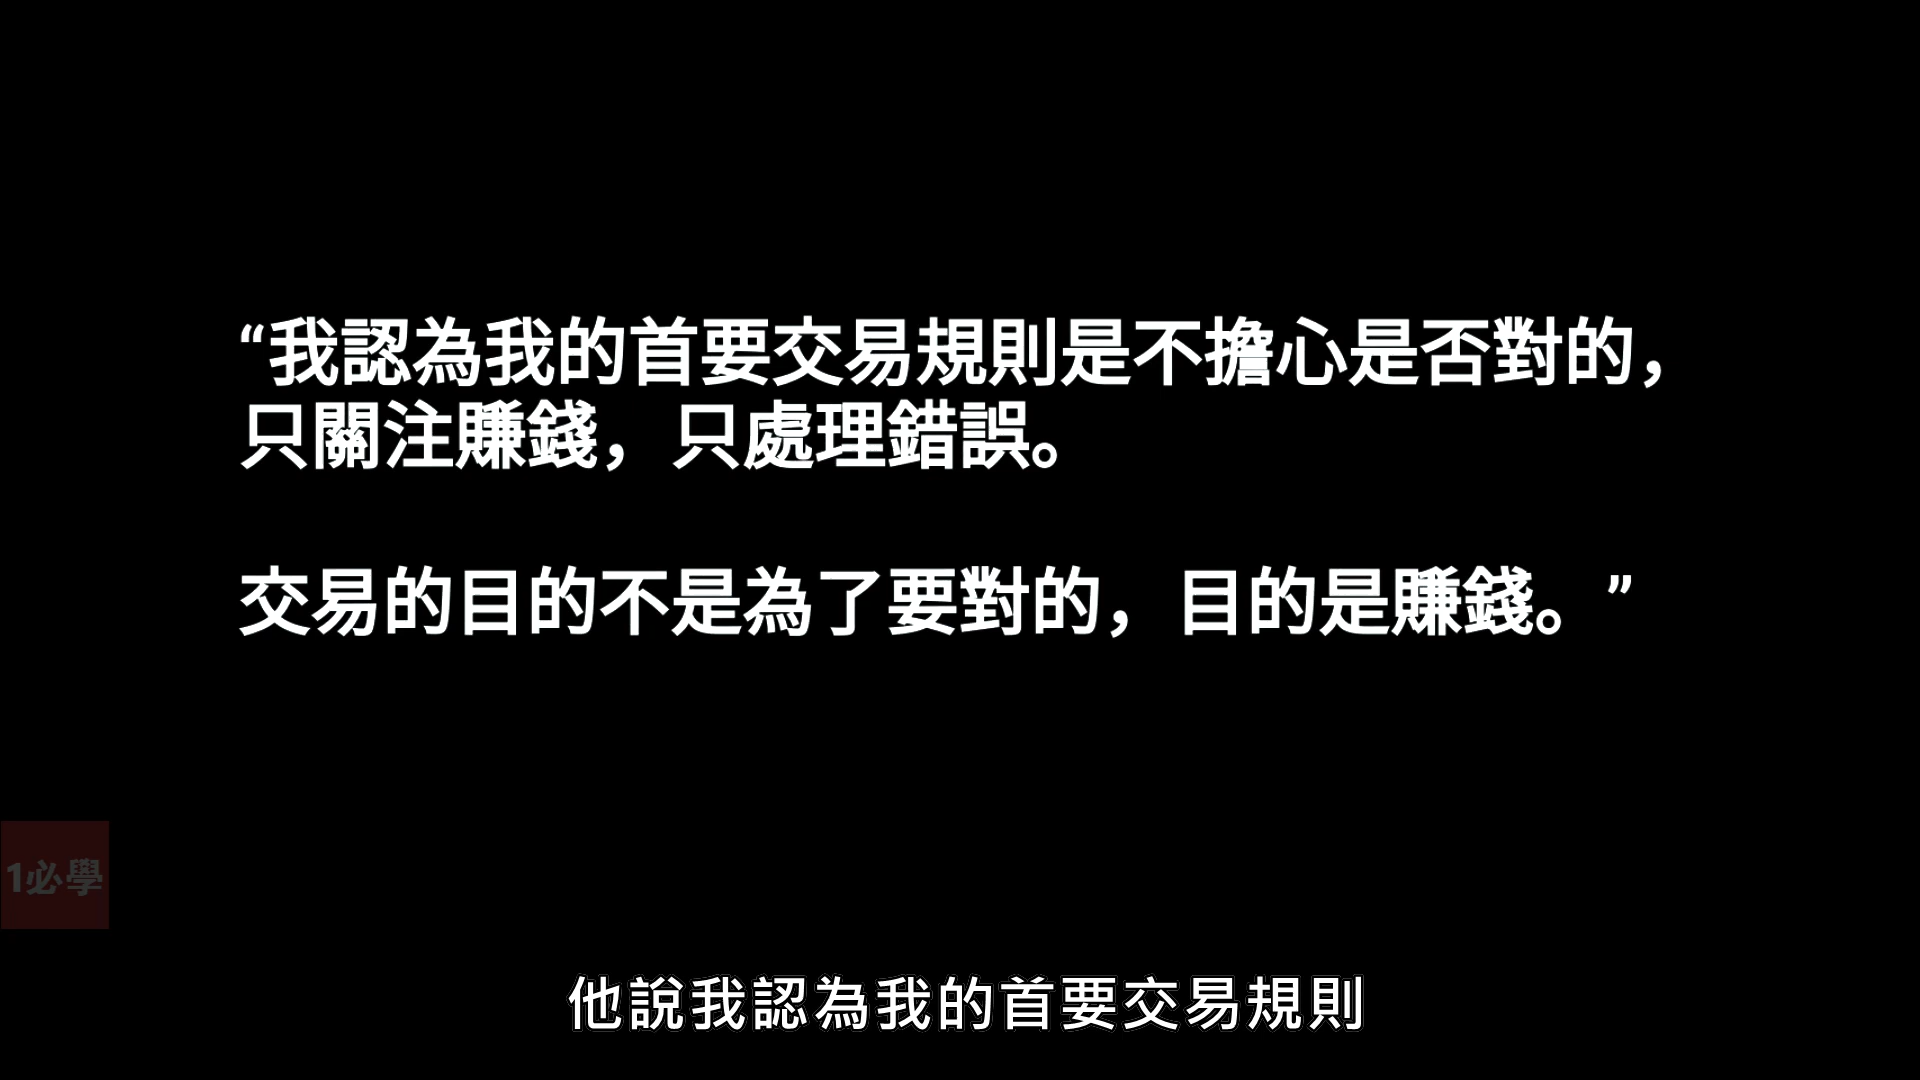 “我認為我的首要交易規則是不擔心是否對的，
只關注賺錢，只處理錯誤。
交易的目的不是為了要對的，目的是賺錢。”
1必學
他說我認為我的首要交易規則